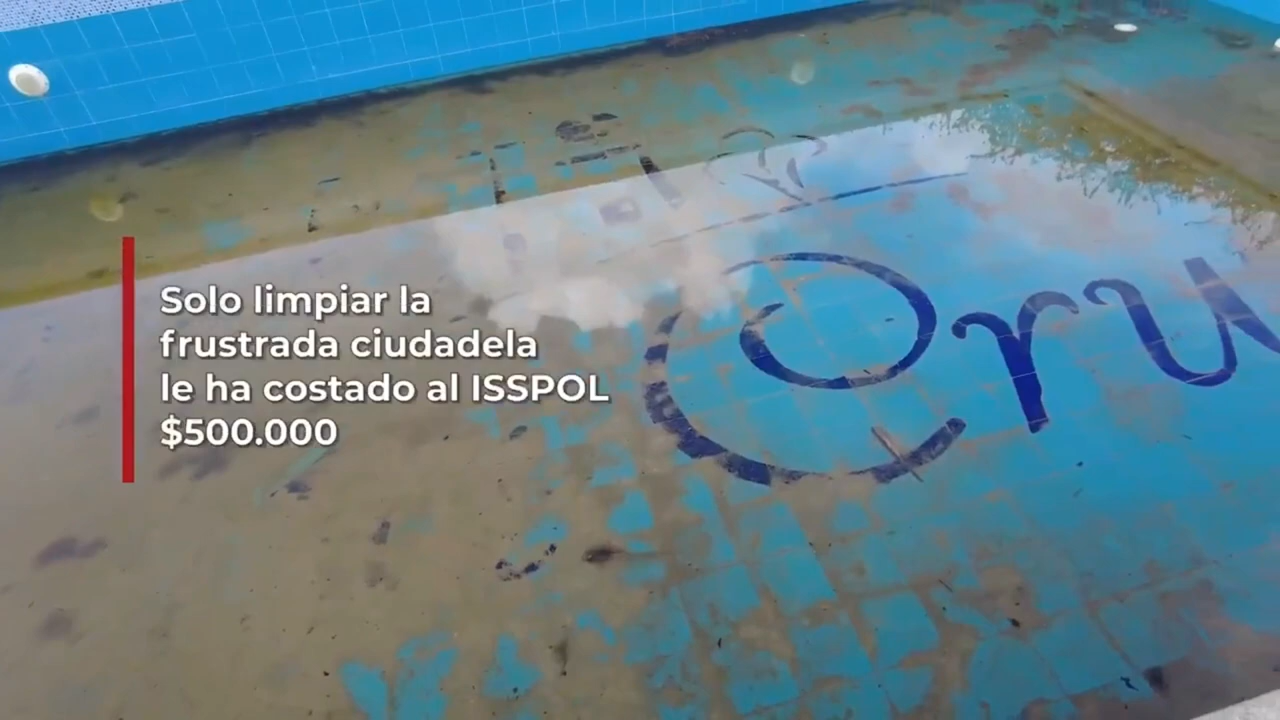 Solo limpiar la
frustrada ciudadela
le ha costado al ISSPOL
$500.000